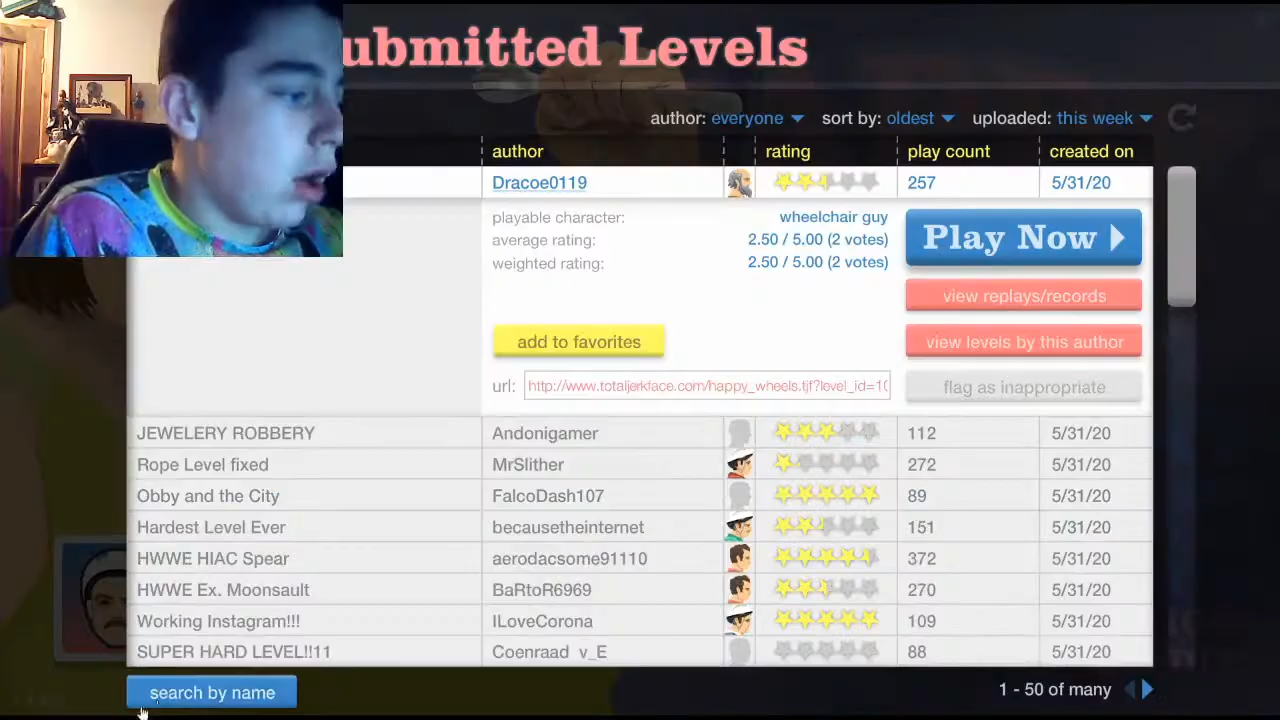 ubmitted Levels
author: everyone sort by: oldest uploaded: this week
author rating play count created on
Dracoe0119 257 5/31/20
playable character: wheelchair guy
average rating: 2.50 / 5.00 (2 votes)
weighted rating: 2.50 / 5.00 (2 votes)
Play Now
view replays/records
add to favorites
view levels by this author
url: http://www.totaljerkface.com/happy_wheels.tjf?level_id=1(
flag as inappropriate
JEWELERY ROBBERY Andonigamer 112 5/31/20
Rope Level fixed MrSlither 272 5/31/20
Obby and the City FalcoDash107 89 5/31/20
Hardest Level Ever becausetheinternet 151 5/31/20
HWWE HIAC Spear aerodacsome91110 372 5/31/20
HWWE Ex. Moonsault BaRtoR6969 270 5/31/20
Working Instagram!!! ILoveCorona 109 5/31/20
SUPER HARD LEVEL!!11 Coenraad v_E 88 5/31/20
search by name
1 - 50 of many